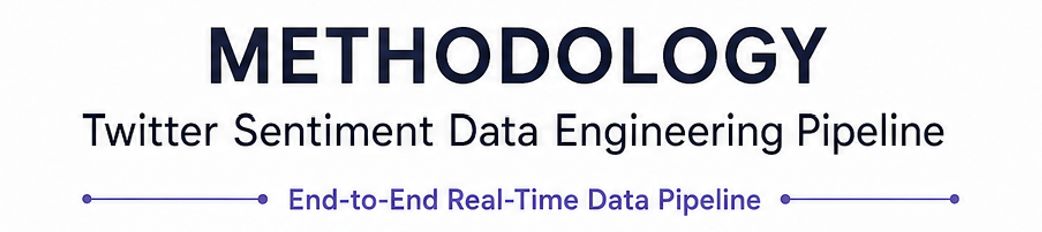 METHODOLOGY
Twitter Sentiment Data Engineering Pipeline
End-to-End Real-Time Data Pipeline